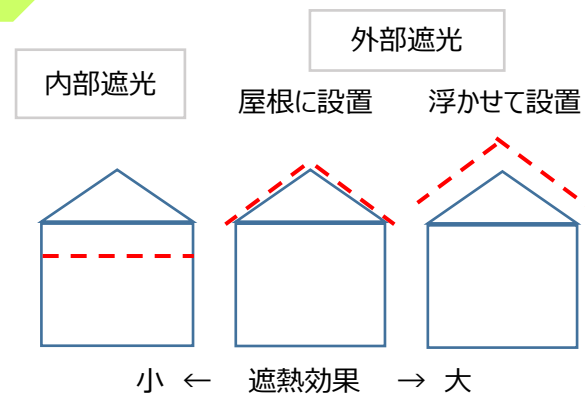 外部遮光
内部遮光
屋根に設置
浮かせて設置
小 ← 遮熱効果 → 大